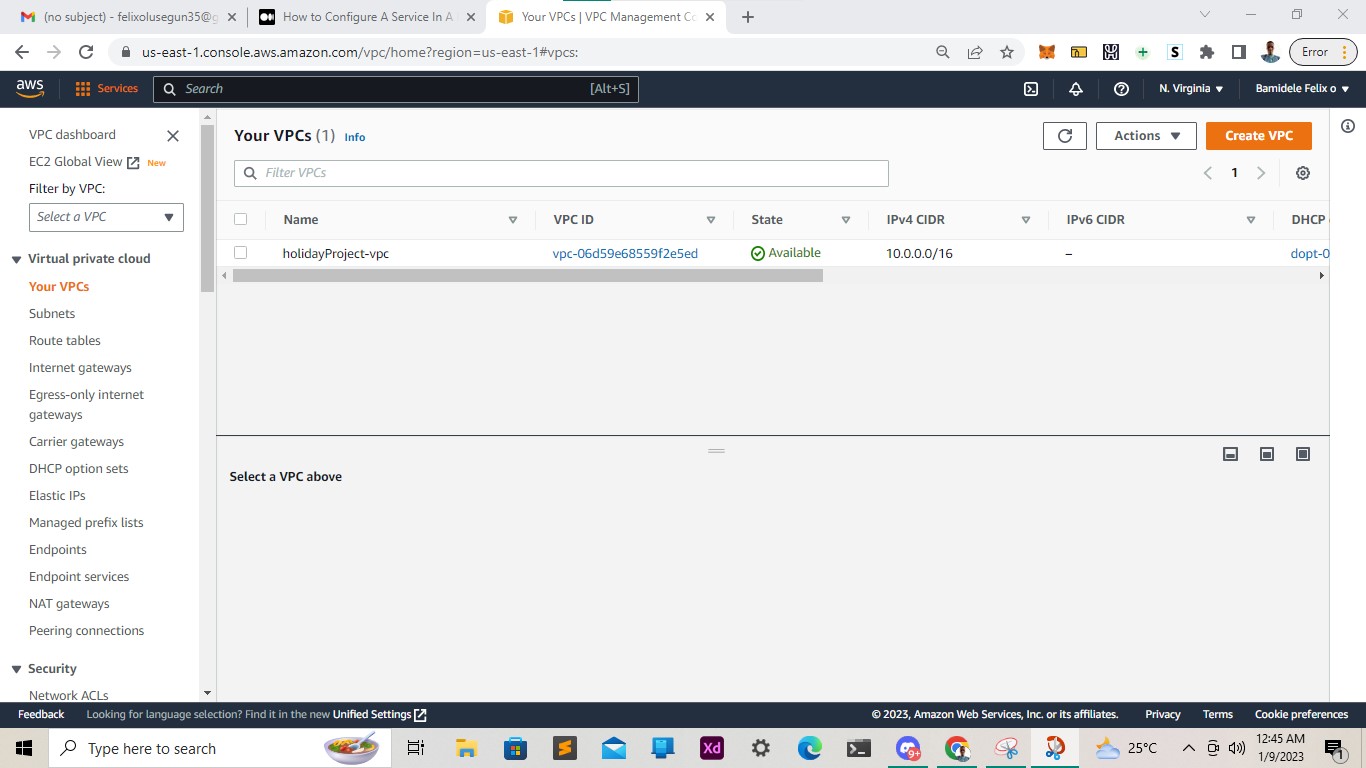 (no subject) - felixolusegun35@g
How to Configure A Service In A
Your VPCs | VPC Management Co
us-east-1.console.aws.amazon.com/vpc/home?region=us-east-1#vpcs:
Error
aws
Services
Search
[Alt+S]
N. Virginia
Bamidele Felix o
VPC dashboard
EC2 Global View
New
Filter by VPC:
Select a VPC
Virtual private cloud
Your VPCs
Subnets
Route tables
Internet gateways
Egress-only internet
gateways
Carrier gateways
DHCP option sets
Elastic IPs
Managed prefix lists
Endpoints
Endpoint services
NAT gateways
Peering connections
Security
Network ACLs
Your VPCs (1) Info
Actions
Create VPC
Filter VPCs
1
Name
VPC ID
State
IPv4 CIDR
IPv6 CIDR
DHCP
holidayProject-vpc
vpc-06d59e68559f2e5ed
Available
10.0.0.0/16
–
dopt-0
Select a VPC above
Feedback
Looking for language selection? Find it in the new Unified Settings
© 2023, Amazon Web Services, Inc. or its affiliates.
Privacy
Terms
Cookie preferences
Type here to search
Xd
9+
25°C
12:45 AM
1/9/2023
1